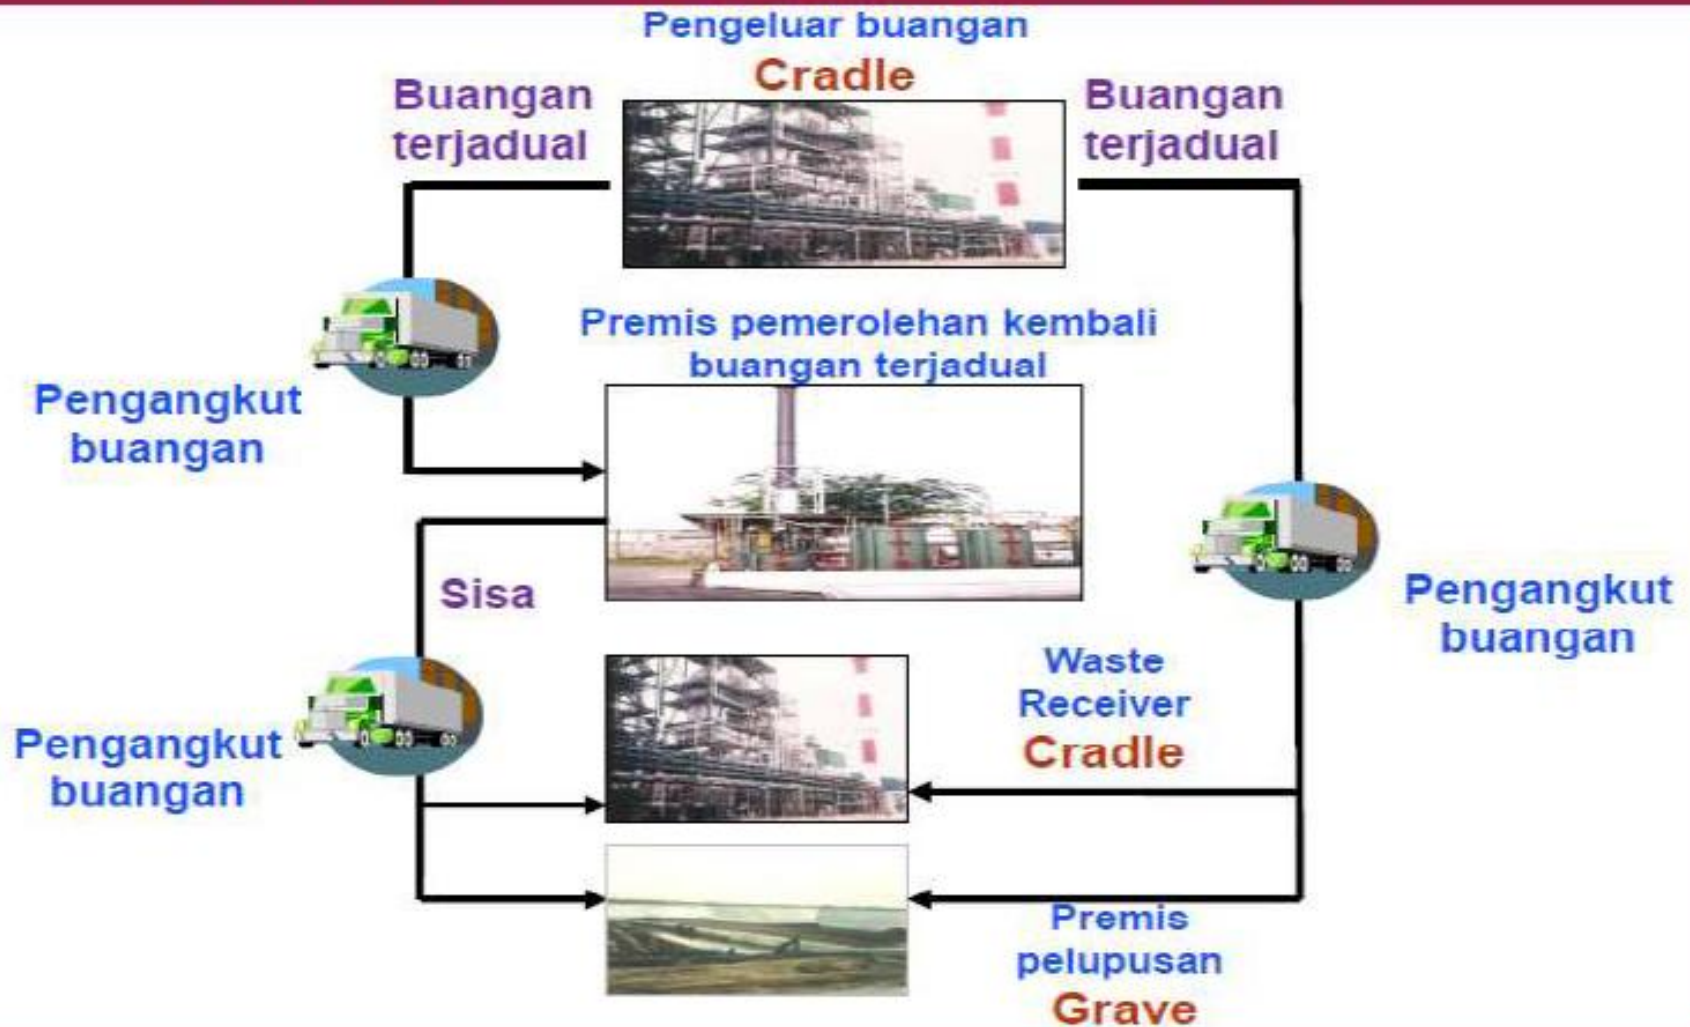 Pengeluar buangan
Cradle
Buangan
terjadual
Buangan
terjadual
Premis pemerolehan kembali
buangan terjadual
Pengangkut
buangan
Sisa
Pengangkut
buangan
Waste
Receiver
Cradle
Pengangkut
buangan
Premis
pelupusan
Grave